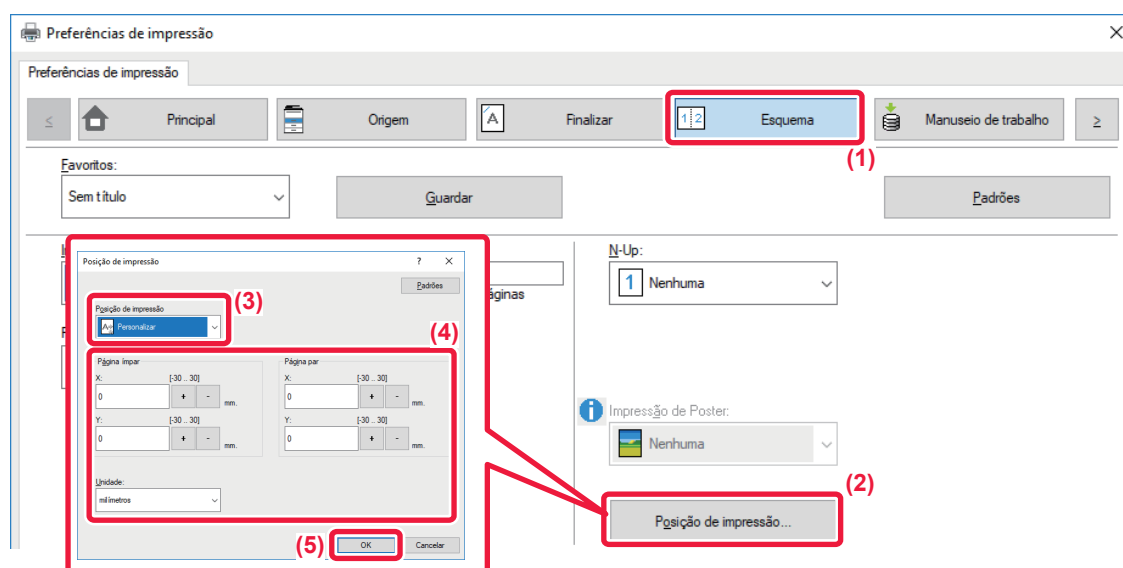 Preferências de impressão
Preferências de impressão
≤ Principal Origem A Finalizar 1 2 Esquema Manuseio de trabalho ≥
(1)
Favoritos:
Sem título Guardar Padrões
N-Up:
1 Nenhuma
áginas
Posição de impressão ? ×
Padrões
Posição de impressão
(3)
Personalizar
(4)
Página ímpar Página par
X: [-30 .. 30] X: [-30 .. 30]
0 + - mm. 0 + - mm.
Y: [-30 .. 30] Y: [-30 .. 30]
0 + - mm. 0 + - mm.
Unidade:
milímetros
(5) OK Cancelar
i Impressão de Poster:
Nenhuma
(2)
Posição de impressão...